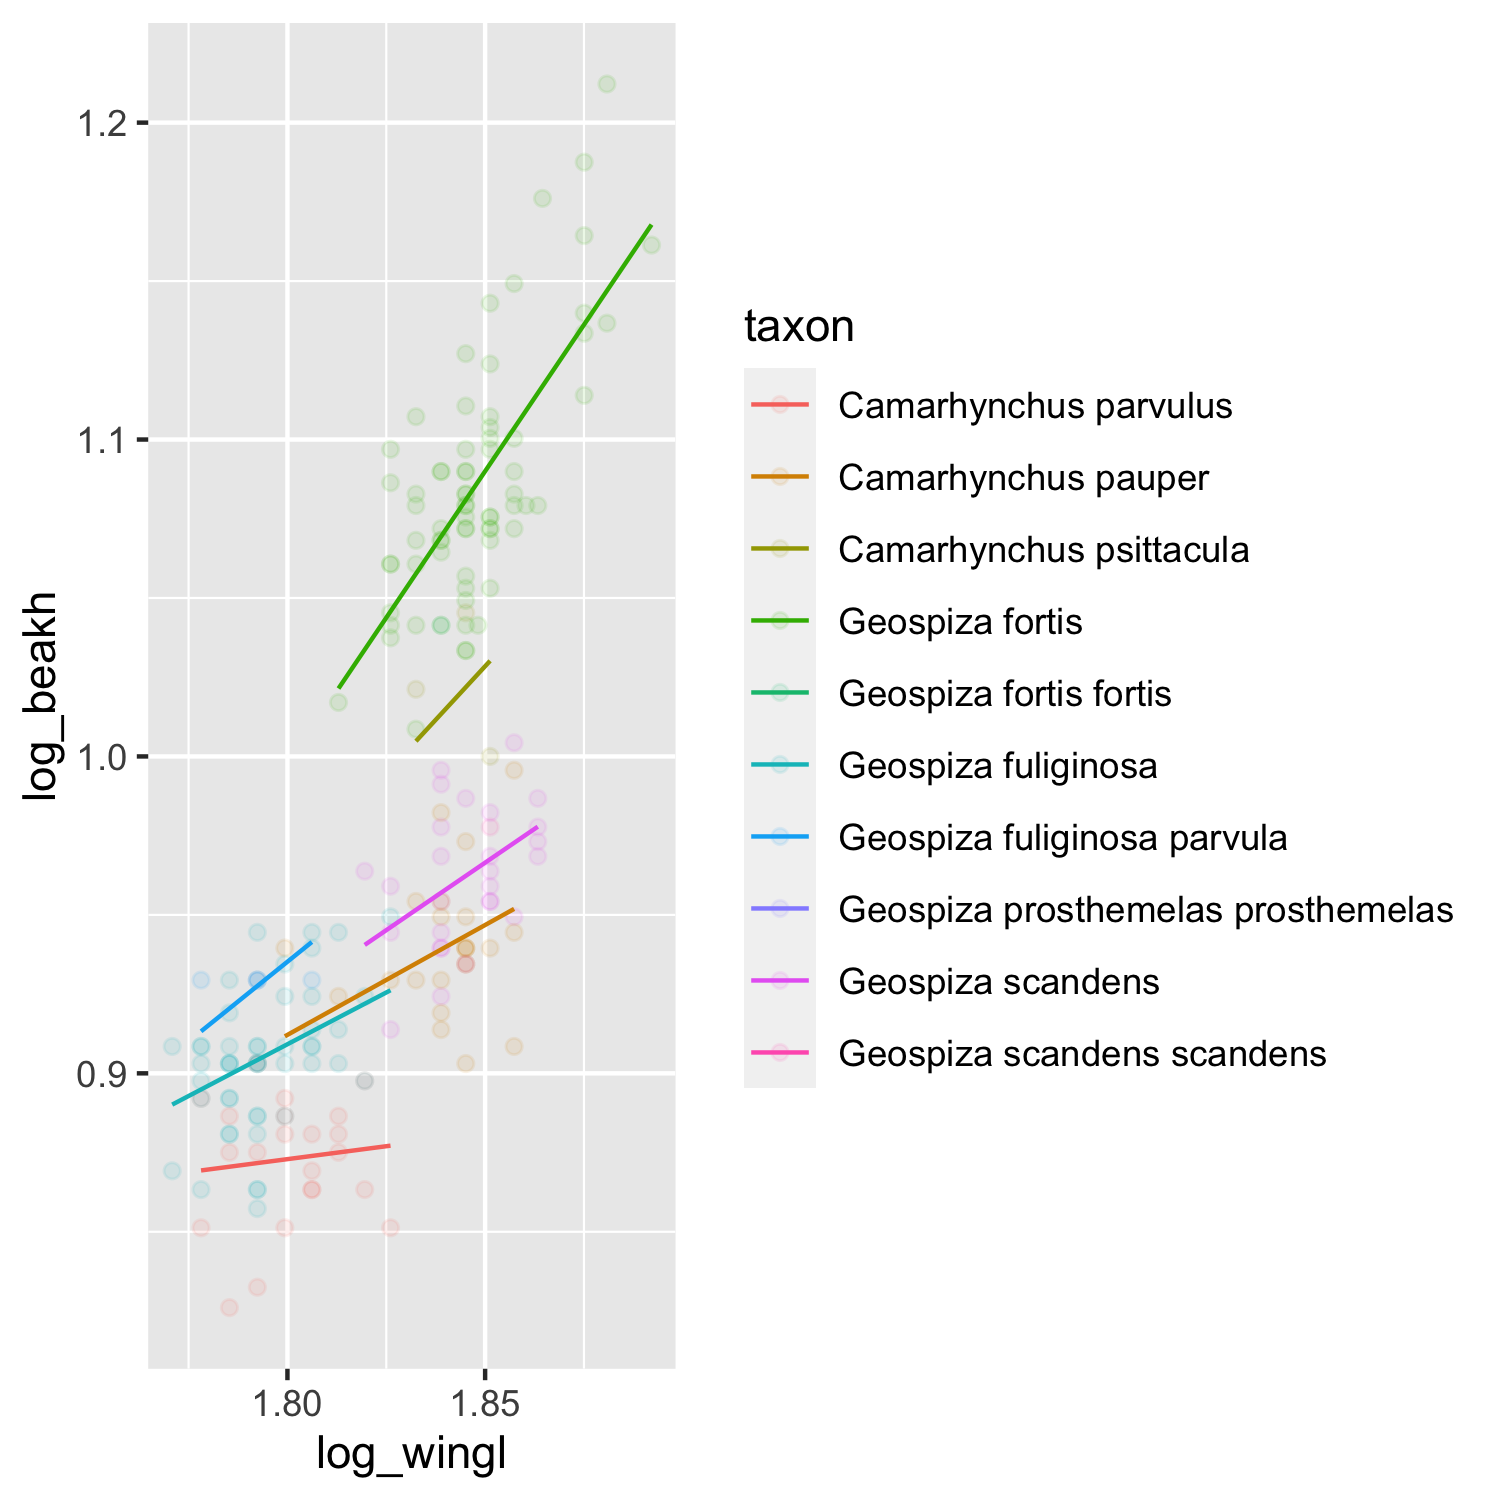 1.2
1.1
1.0
0.9
log_beakh
1.80 1.85
log_wingl
taxon
Camarhynchus parvulus
Camarhynchus pauper
Camarhynchus psittacula
Geospiza fortis
Geospiza fortis fortis
Geospiza fuliginosa
Geospiza fuliginosa parvula
Geospiza prosthemelas prosthemelas
Geospiza scandens
Geospiza scandens scandens